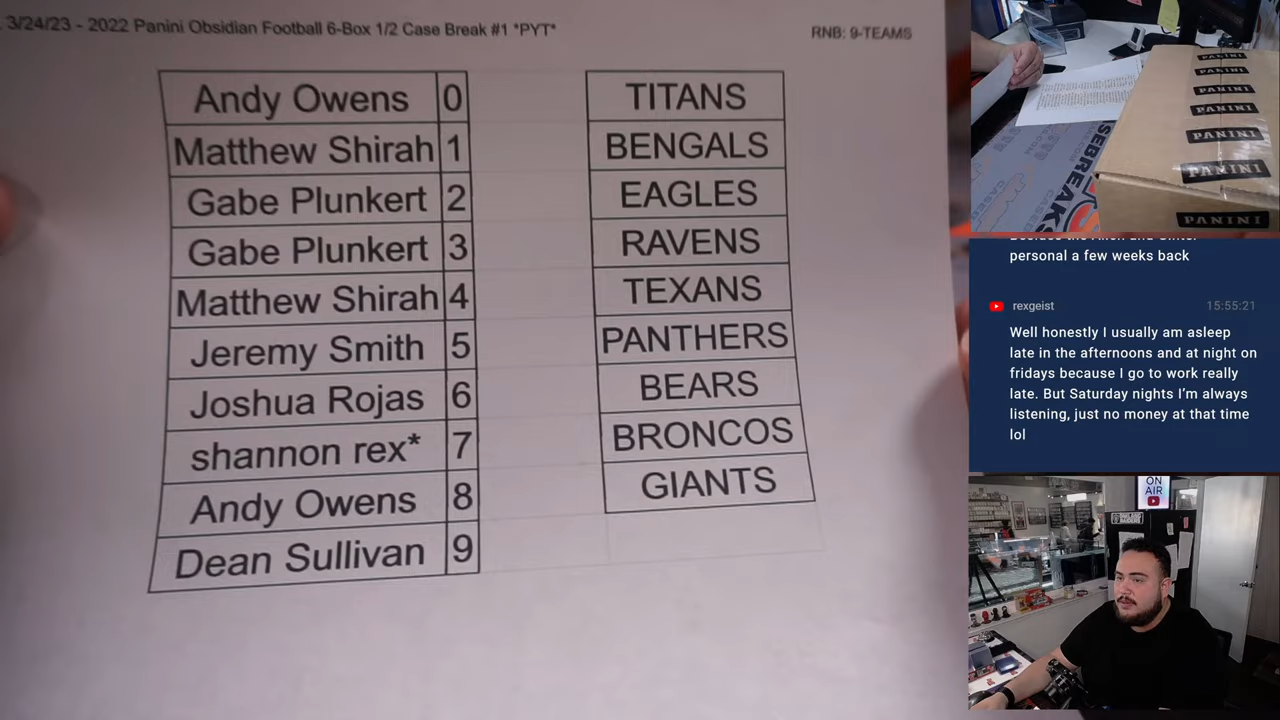 . 3/24/23 - 2022 Panini Obsidian Football 6-Box 1/2 Case Break #1 *PYT*
RNB: 9-TEAMS
Andy Owens 0
Matthew Shirah 1
Gabe Plunkert 2
Gabe Plunkert 3
Matthew Shirah 4
Jeremy Smith 5
Joshua Rojas 6
shannon rex* 7
Andy Owens 8
Dean Sullivan 9
TITANS
BENGALS
EAGLES
RAVENS
TEXANS
PANTHERS
BEARS
BRONCOS
GIANTS
PANINI
PANINI
PANINI
PANINI
PANINI
PANINI
PANINI
personal a few weeks back
rexgeist 15:55:21
Well honestly I usually am asleep
late in the afternoons and at night on
fridays because I go to work really
late. But Saturday nights I'm always
listening, just no money at that time
lol
ON
AIR